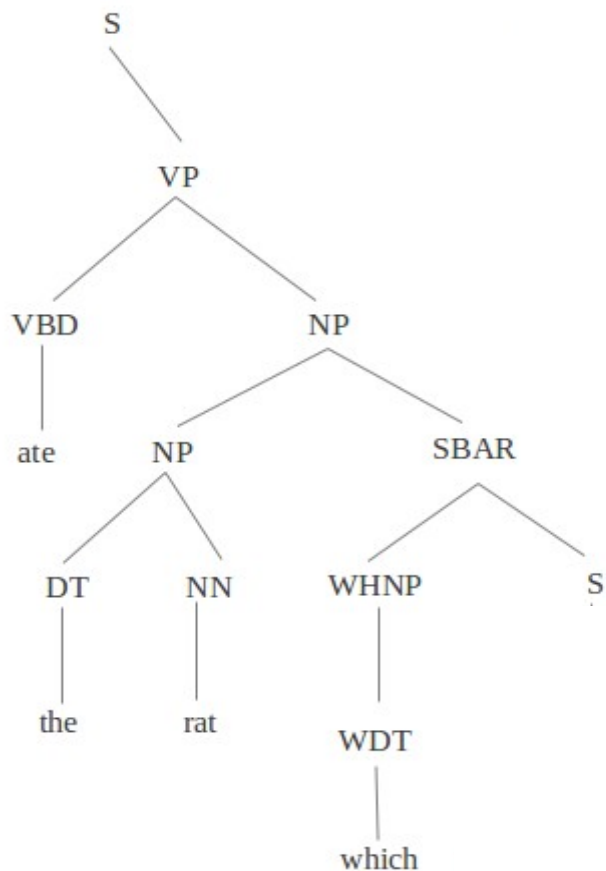 S
VP
VBD NP
ate NP SBAR
DT NN WHNP S
the rat WDT
which